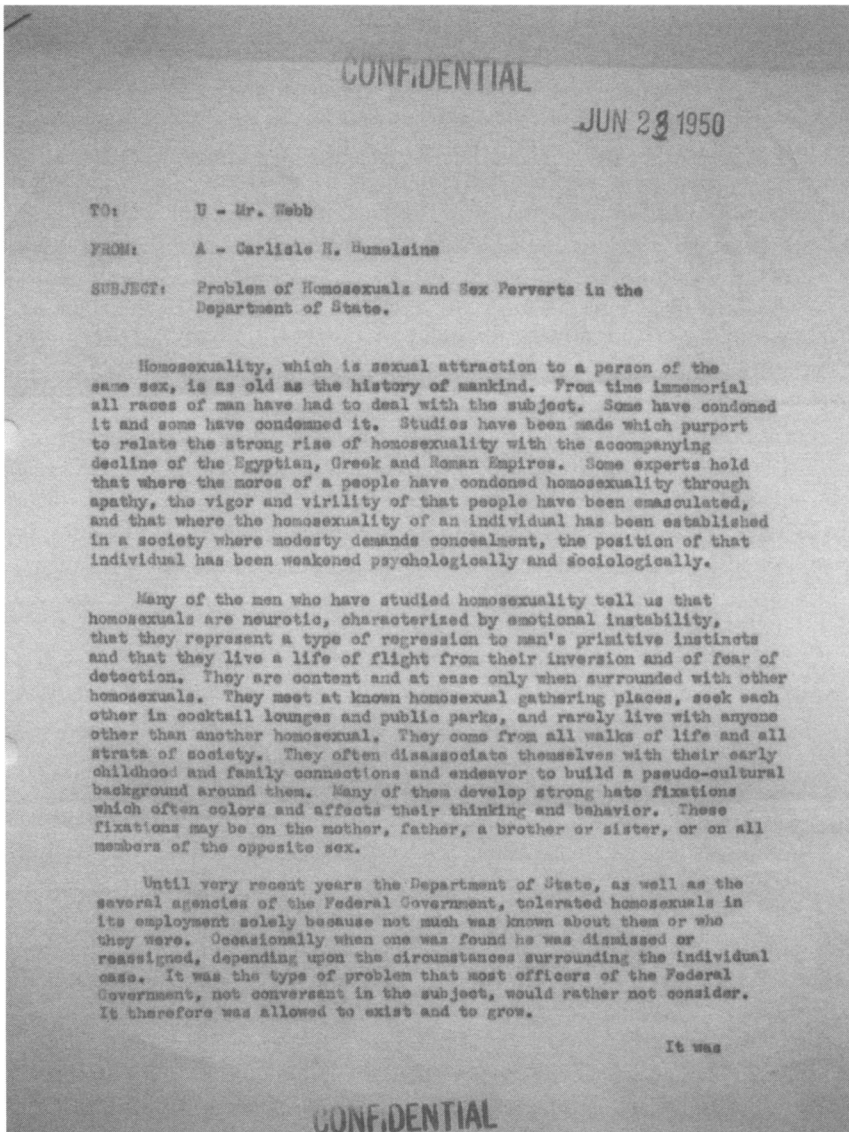 CONFIDENTIAL
JUN 23 1950
TO: U - Mr. Webb
FROM: A - Carlisle H. Humelsine
SUBJECT: Problem of Homosexuals and Sex Perverts in the
Department of State.
Homosexuality, which is sexual attraction to a person of the
same sex, is as old as the history of mankind. From time immemorial
all races of man have had to deal with the subject. Some have condoned
it and some have condemned it. Studies have been made which purport
to relate the strong rise of homosexuality with the accompanying
decline of the Egyptian, Greek and Roman Empires. Some experts hold
that where the mores of a people have condoned homosexuality through
apathy, the vigor and virility of that people have been emasculated,
and that where the homosexuality of an individual has been established
in a society where modesty demands concealment, the position of that
individual has been weakened psychologically and sociologically.
Many of the men who have studied homosexuality tell us that
homosexuals are neurotic, characterized by emotional instability,
that they represent a type of regression to man's primitive instincts
and that they live a life of flight from their inversion and of fear of
detection. They are content and at ease only when surrounded with other
homosexuals. They meet at known homosexual gathering places, seek each
other in cocktail lounges and public parks, and rarely live with anyone
other than another homosexual. They come from all walks of life and all
strata of society. They often disassociate themselves with their early
childhood and family connections and endeavor to build a pseudo-cultural
background around them. Many of them develop strong hate fixations
which often colors and affects their thinking and behavior. These
fixations may be on the mother, father, a brother or sister, or on all
members of the opposite sex.
Until very recent years the Department of State, as well as the
several agencies of the Federal Government, tolerated homosexuals in
its employment solely because not much was known about them or who
they were. Occasionally when one was found he was dismissed or
reassigned, depending upon the circumstances surrounding the individual
case. It was the type of problem that most officers of the Federal
Government, not conversant in the subject, would rather not consider.
It therefore was allowed to exist and to grow.
It was
CONFIDENTIAL